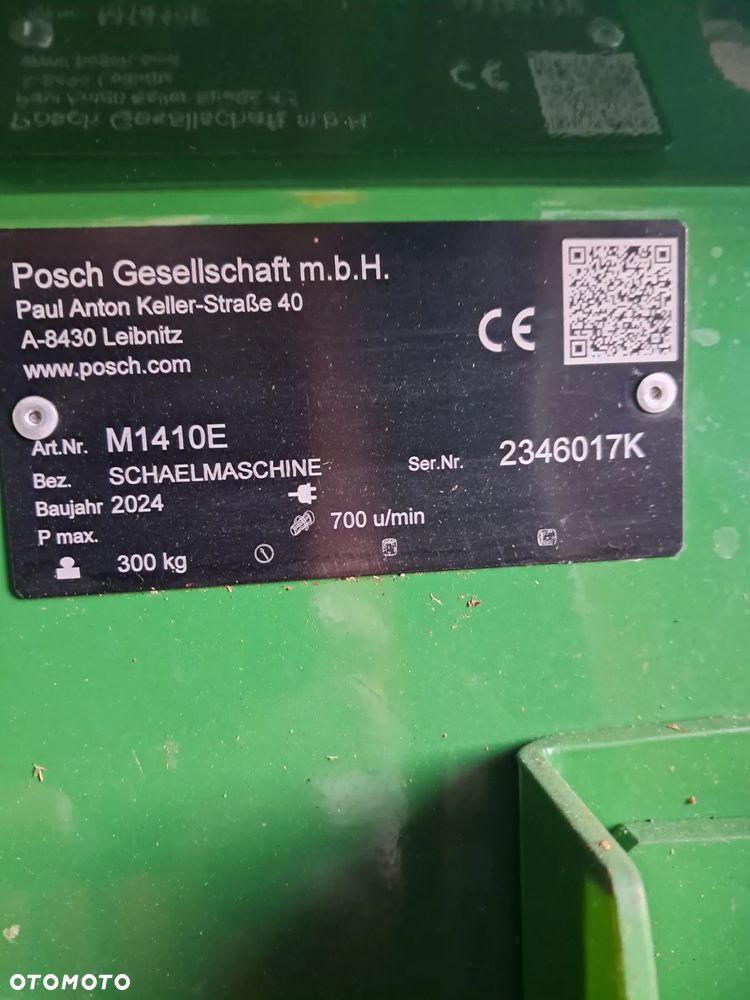 Posch Gesellschaft m.b.H.
Paul Anton Keller-Straße 40
A-8430 Leibnitz
www.posch.com
CE
Art.Nr. M1410E
Bez. SCHAELMASCHINE
Ser.Nr. 2346017K
Baujahr 2024
P max.
700 u/min
300 kg
OTOMOTO